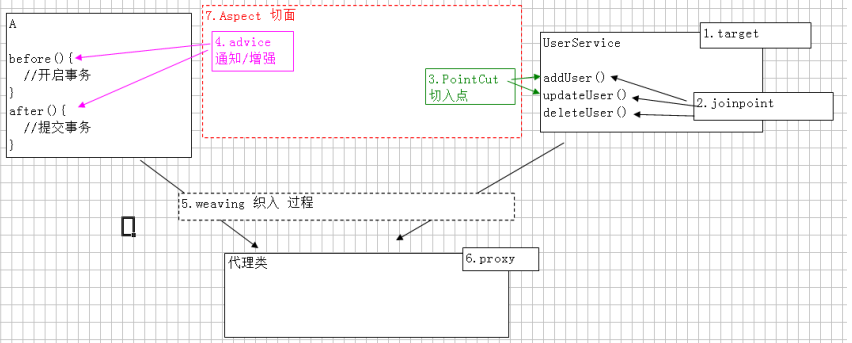 A
before(){
//开启事务
}
after(){
//提交事务
}
7.Aspect 切面
4.advice
通知/增强
3.PointCut
切入点
1.target
UserService
addUser()
updateUser()
deleteUser()
2.joinpoint
5.weaving 织入 过程
代理类
6.proxy